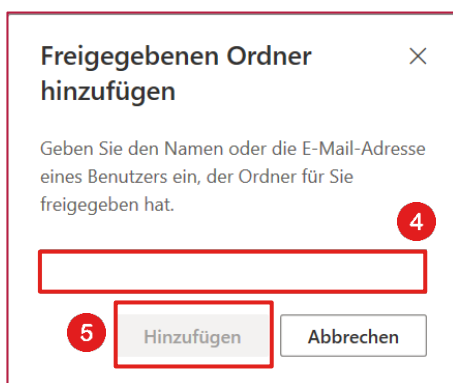 Freigegebenen Ordner
hinzufügen
Geben Sie den Namen oder die E-Mail-Adresse
eines Benutzers ein, der Ordner für Sie
freigegeben hat.
4
5
Hinzufügen
Abbrechen